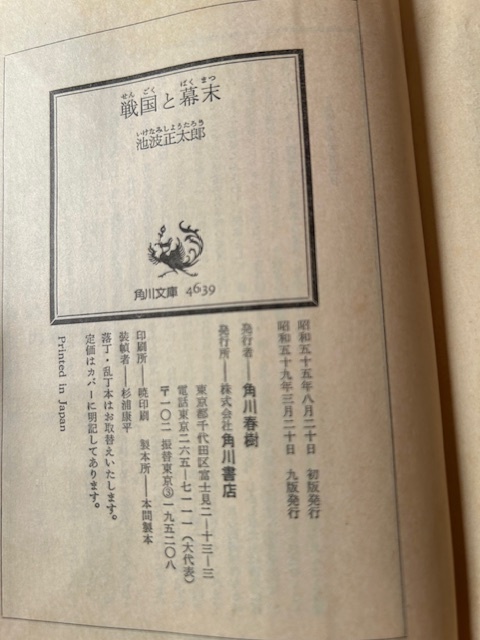 せんごく ばくまつ
戦国と幕末
いけなみしょうたろう
池波正太郎
角川文庫 4639
昭和五十五年八月二十日 初版発行
昭和五十九年三月二十日 九版発行
発行者――角川春樹
発行所――株式会社角川書店
東京都千代田区富士見二―十三―三
電話東京二六五―七一一一(大代表)
〒一〇二 振替東京③一九五二〇八
印刷所――暁印刷 製本所――本間製本
装幀者――杉浦康平
落丁・乱丁本はお取替えいたします。
定価はカバーに明記してあります。
Printed in Japan